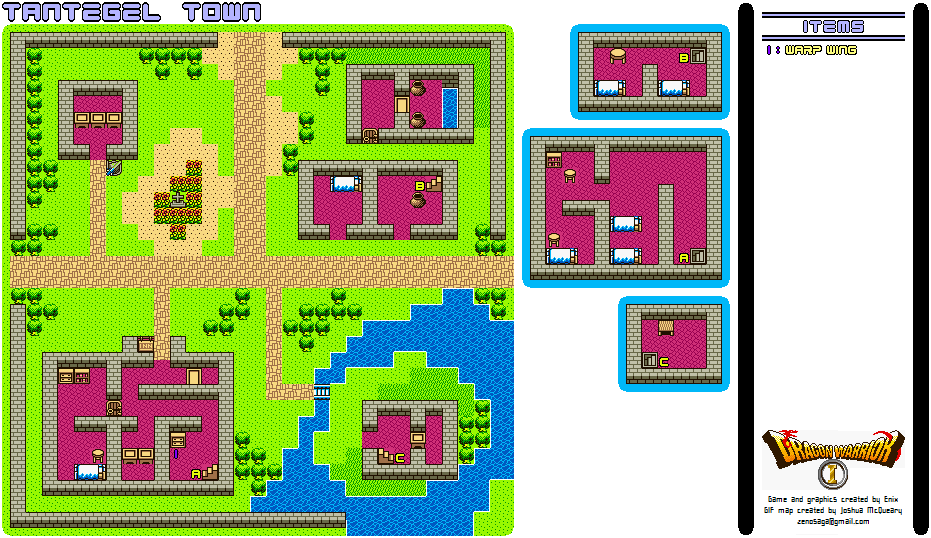 TANTEGEL TOWN
ITEMS
1 : WARP WING
B
B
A
A
C
C
DRAGON WARRIOR
I
Game and graphics created by Enix
GIF map created by Joshua McQueary
zenosaga@gmail.com